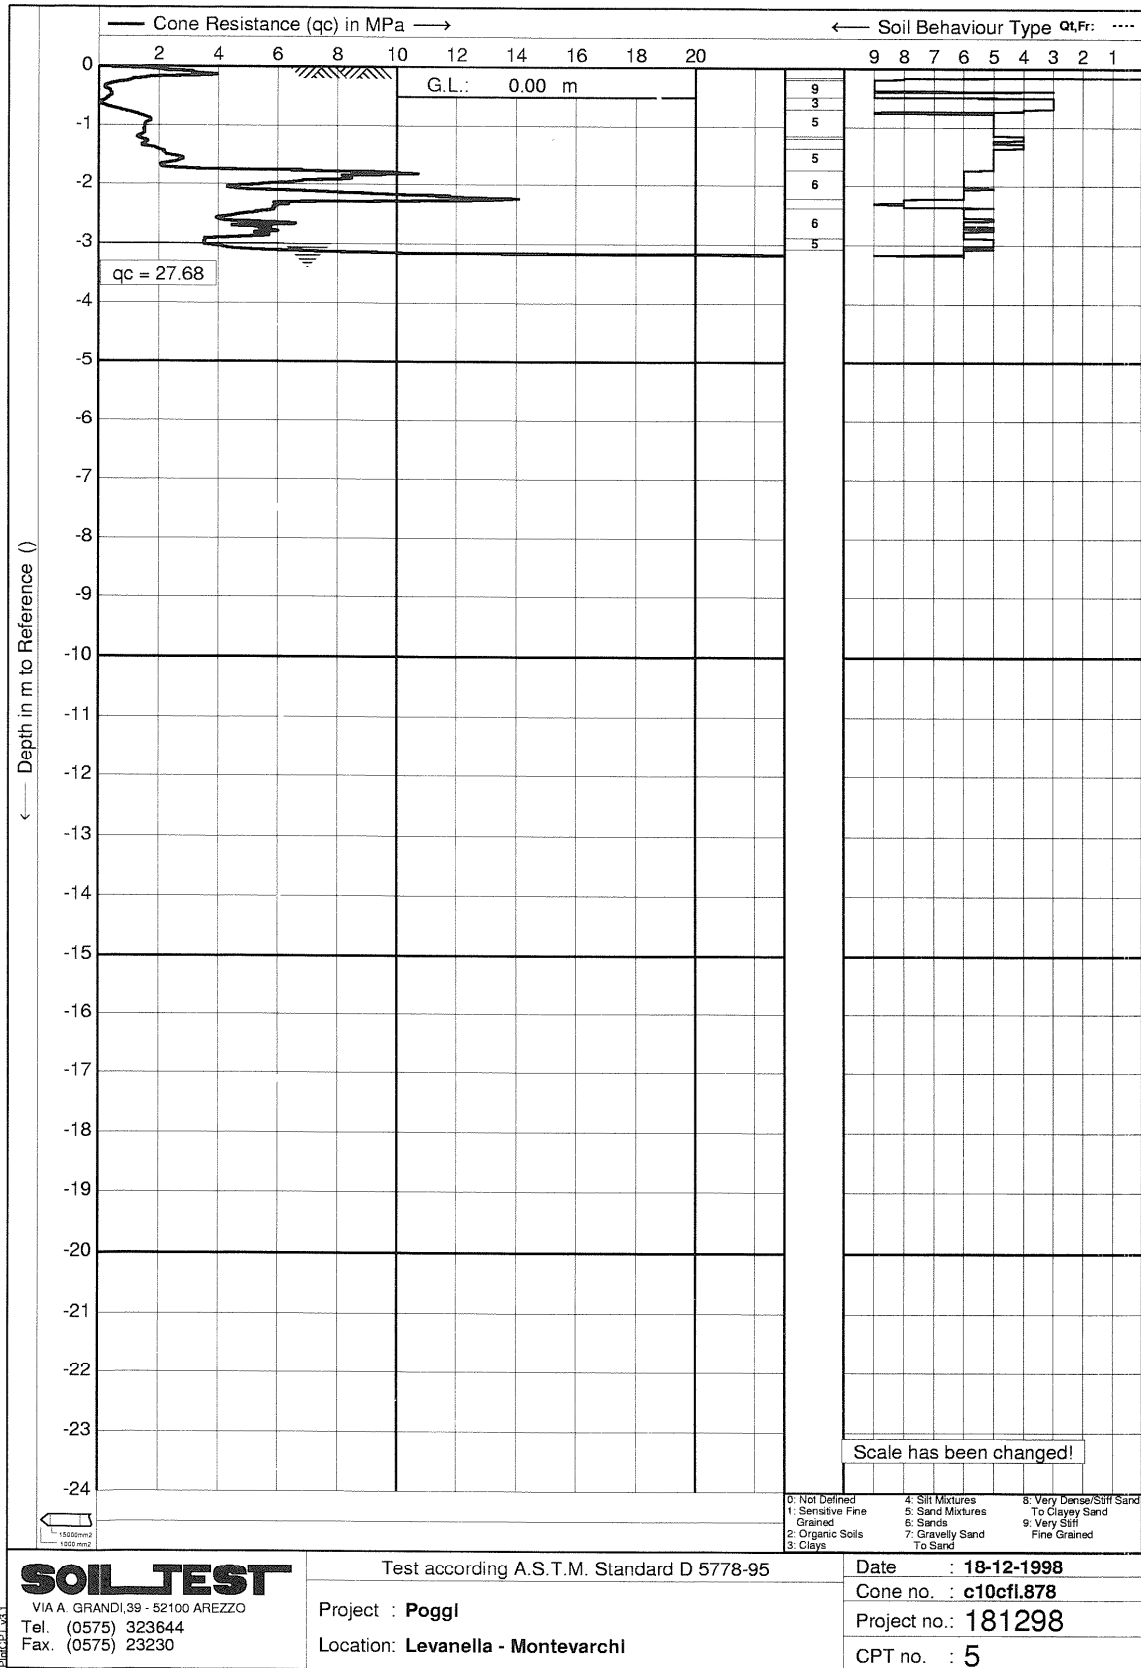 Cone Resistance (qc) in MPa →
← Soil Behaviour Type Qt,Fr: ----
2 4 6 8 10 12 14 16 18 20
9 8 7 6 5 4 3 2 1
G.L.: 0.00 m
0
-1
-2
-3
-4
-5
-6
-7
-8
-9
-10
-11
-12
-13
-14
-15
-16
-17
-18
-19
-20
-21
-22
-23
-24
9
3
5
5
6
6
5
qc = 27.68
← Depth in m to Reference ()
Scale has been changed!
0: Not Defined
1: Sensitive Fine
Grained
2: Organic Soils
3: Clays
4: Silt Mixtures
5: Sand Mixtures
6: Sands
7: Gravelly Sand
To Sand
8: Very Dense/Stiff Sand
To Clayey Sand
9: Very Stiff
Fine Grained
15000mm2
1000 mm2
SOIL TEST
VIA A. GRANDI,39 - 52100 AREZZO
Tel. (0575) 323644
Fax. (0575) 23230
Test according A.S.T.M. Standard D 5778-95
Project : Poggi
Location: Levanella - Montevarchi
Date : 18-12-1998
Cone no. : c10cfi.878
Project no.: 181298
CPT no. : 5